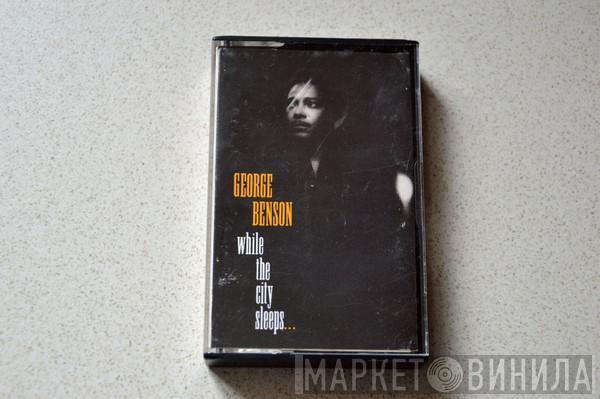 GEORGE
BENSON
while
the
city
sleeps...
МАРКЕТ ВИНИЛА